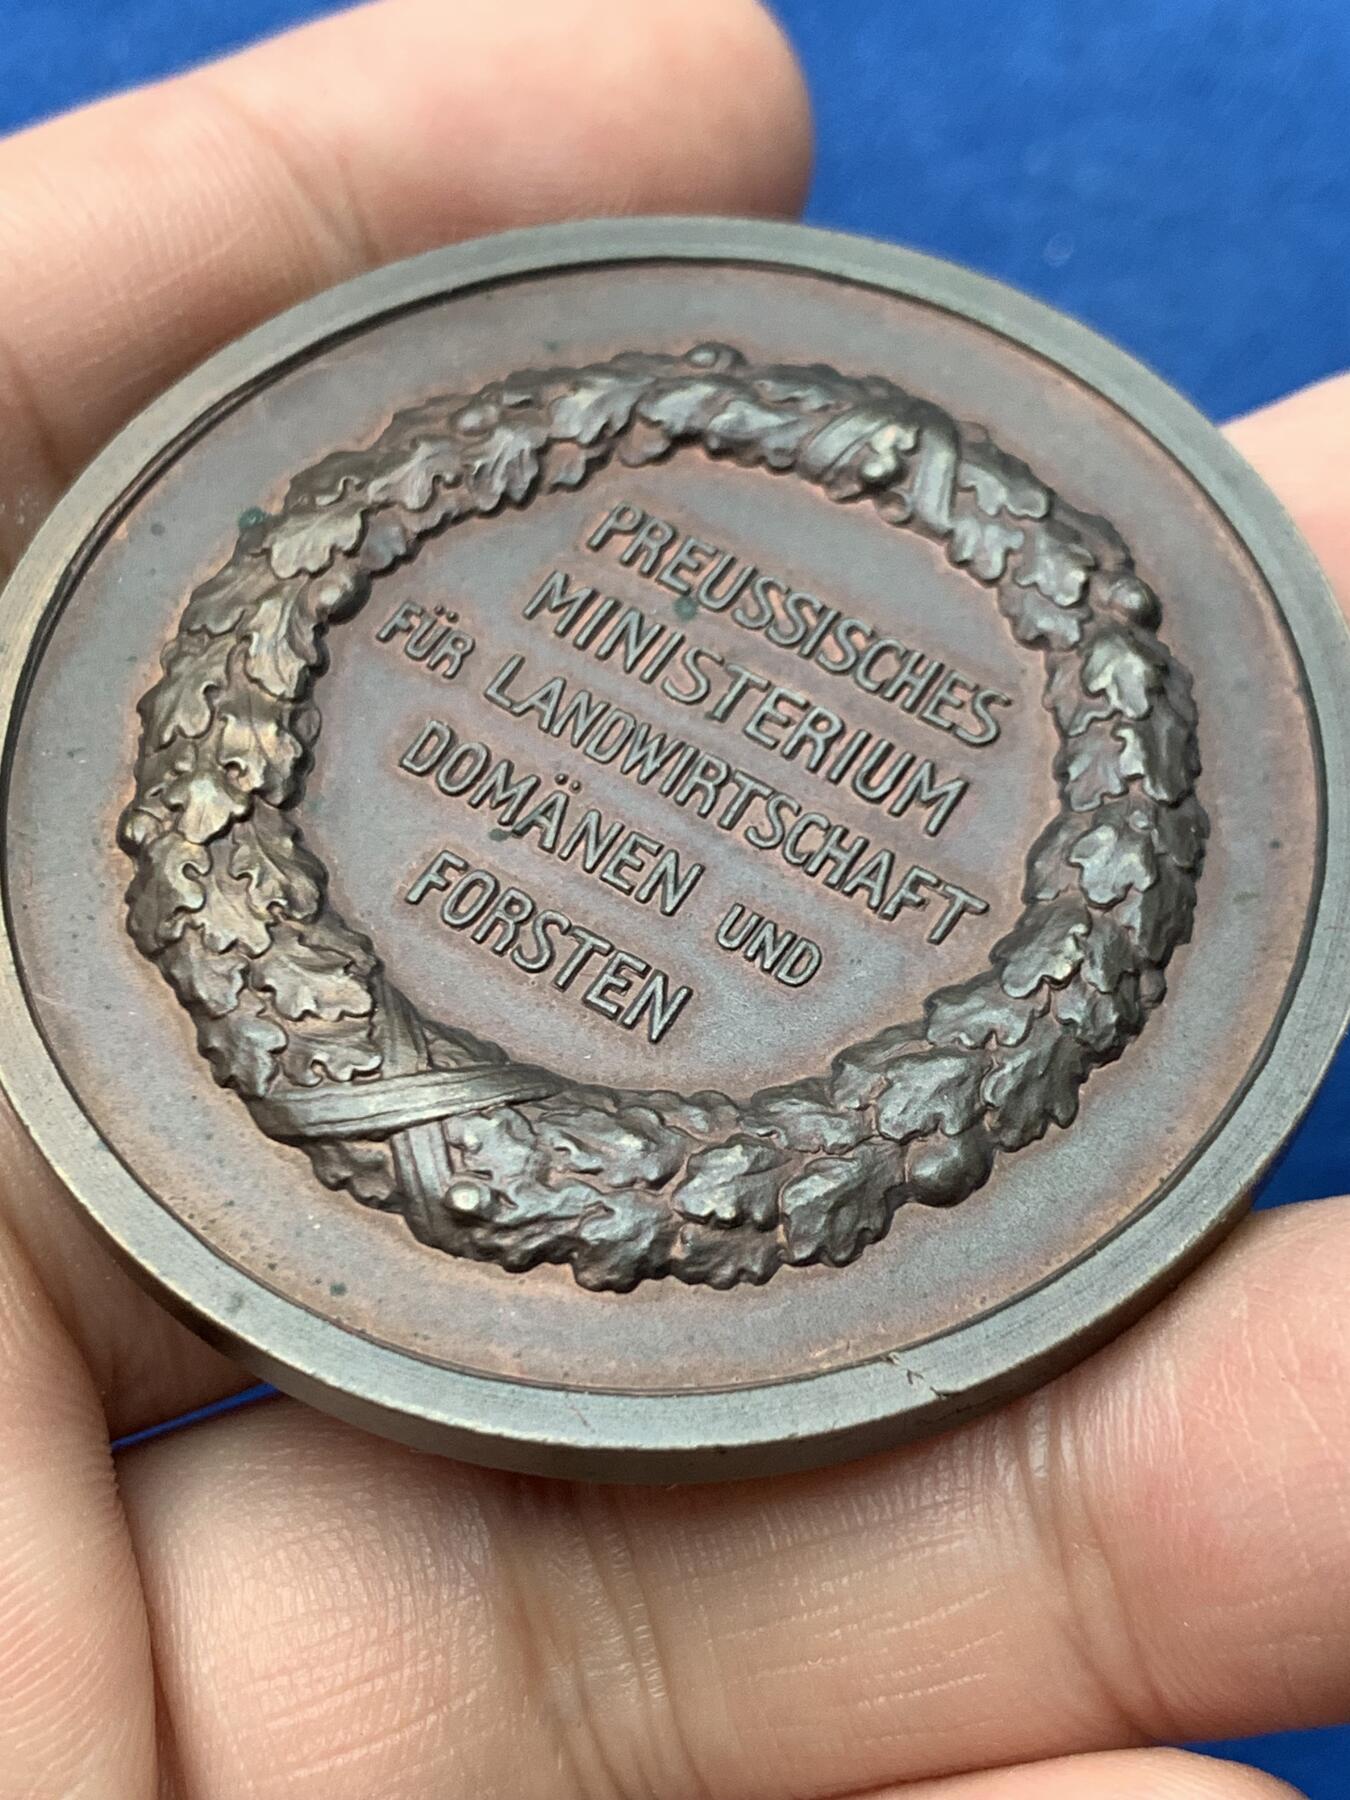 PREUSSISCHES
MINISTERIUM
FÜR LANDWIRTSCHAFT
DOMÄNEN UND
FORSTEN